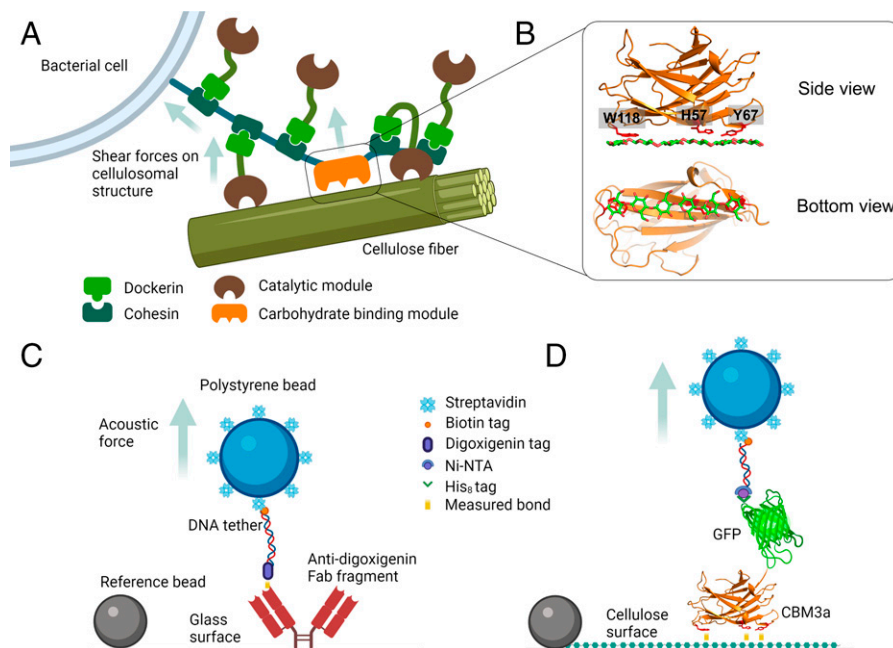 A
Bacterial cell
Shear forces on
cellulosomal
structure
Cellulose fiber
Dockerin
Cohesin
Catalytic module
Carbohydrate binding module
B
W118
H57
Y67
Side view
Bottom view
C
Polystyrene bead
Acoustic
force
DNA tether
Reference bead
Glass
surface
Anti-digoxigenin
Fab fragment
Streptavidin
Biotin tag
Digoxigenin tag
Ni-NTA
His₈ tag
Measured bond
D
GFP
Cellulose
surface
CBM3a